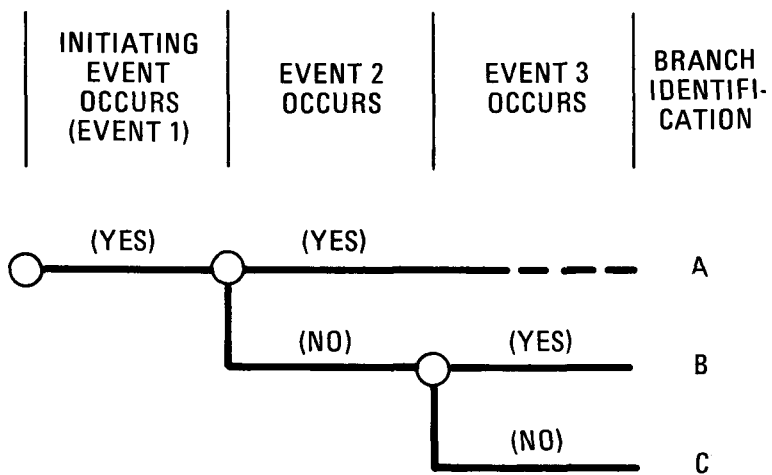 INITIATING
EVENT
OCCURS
(EVENT 1)
EVENT 2
OCCURS
EVENT 3
OCCURS
BRANCH
IDENTIFI-
CATION
(YES)
(YES)
A
(NO)
(YES)
B
(NO)
C